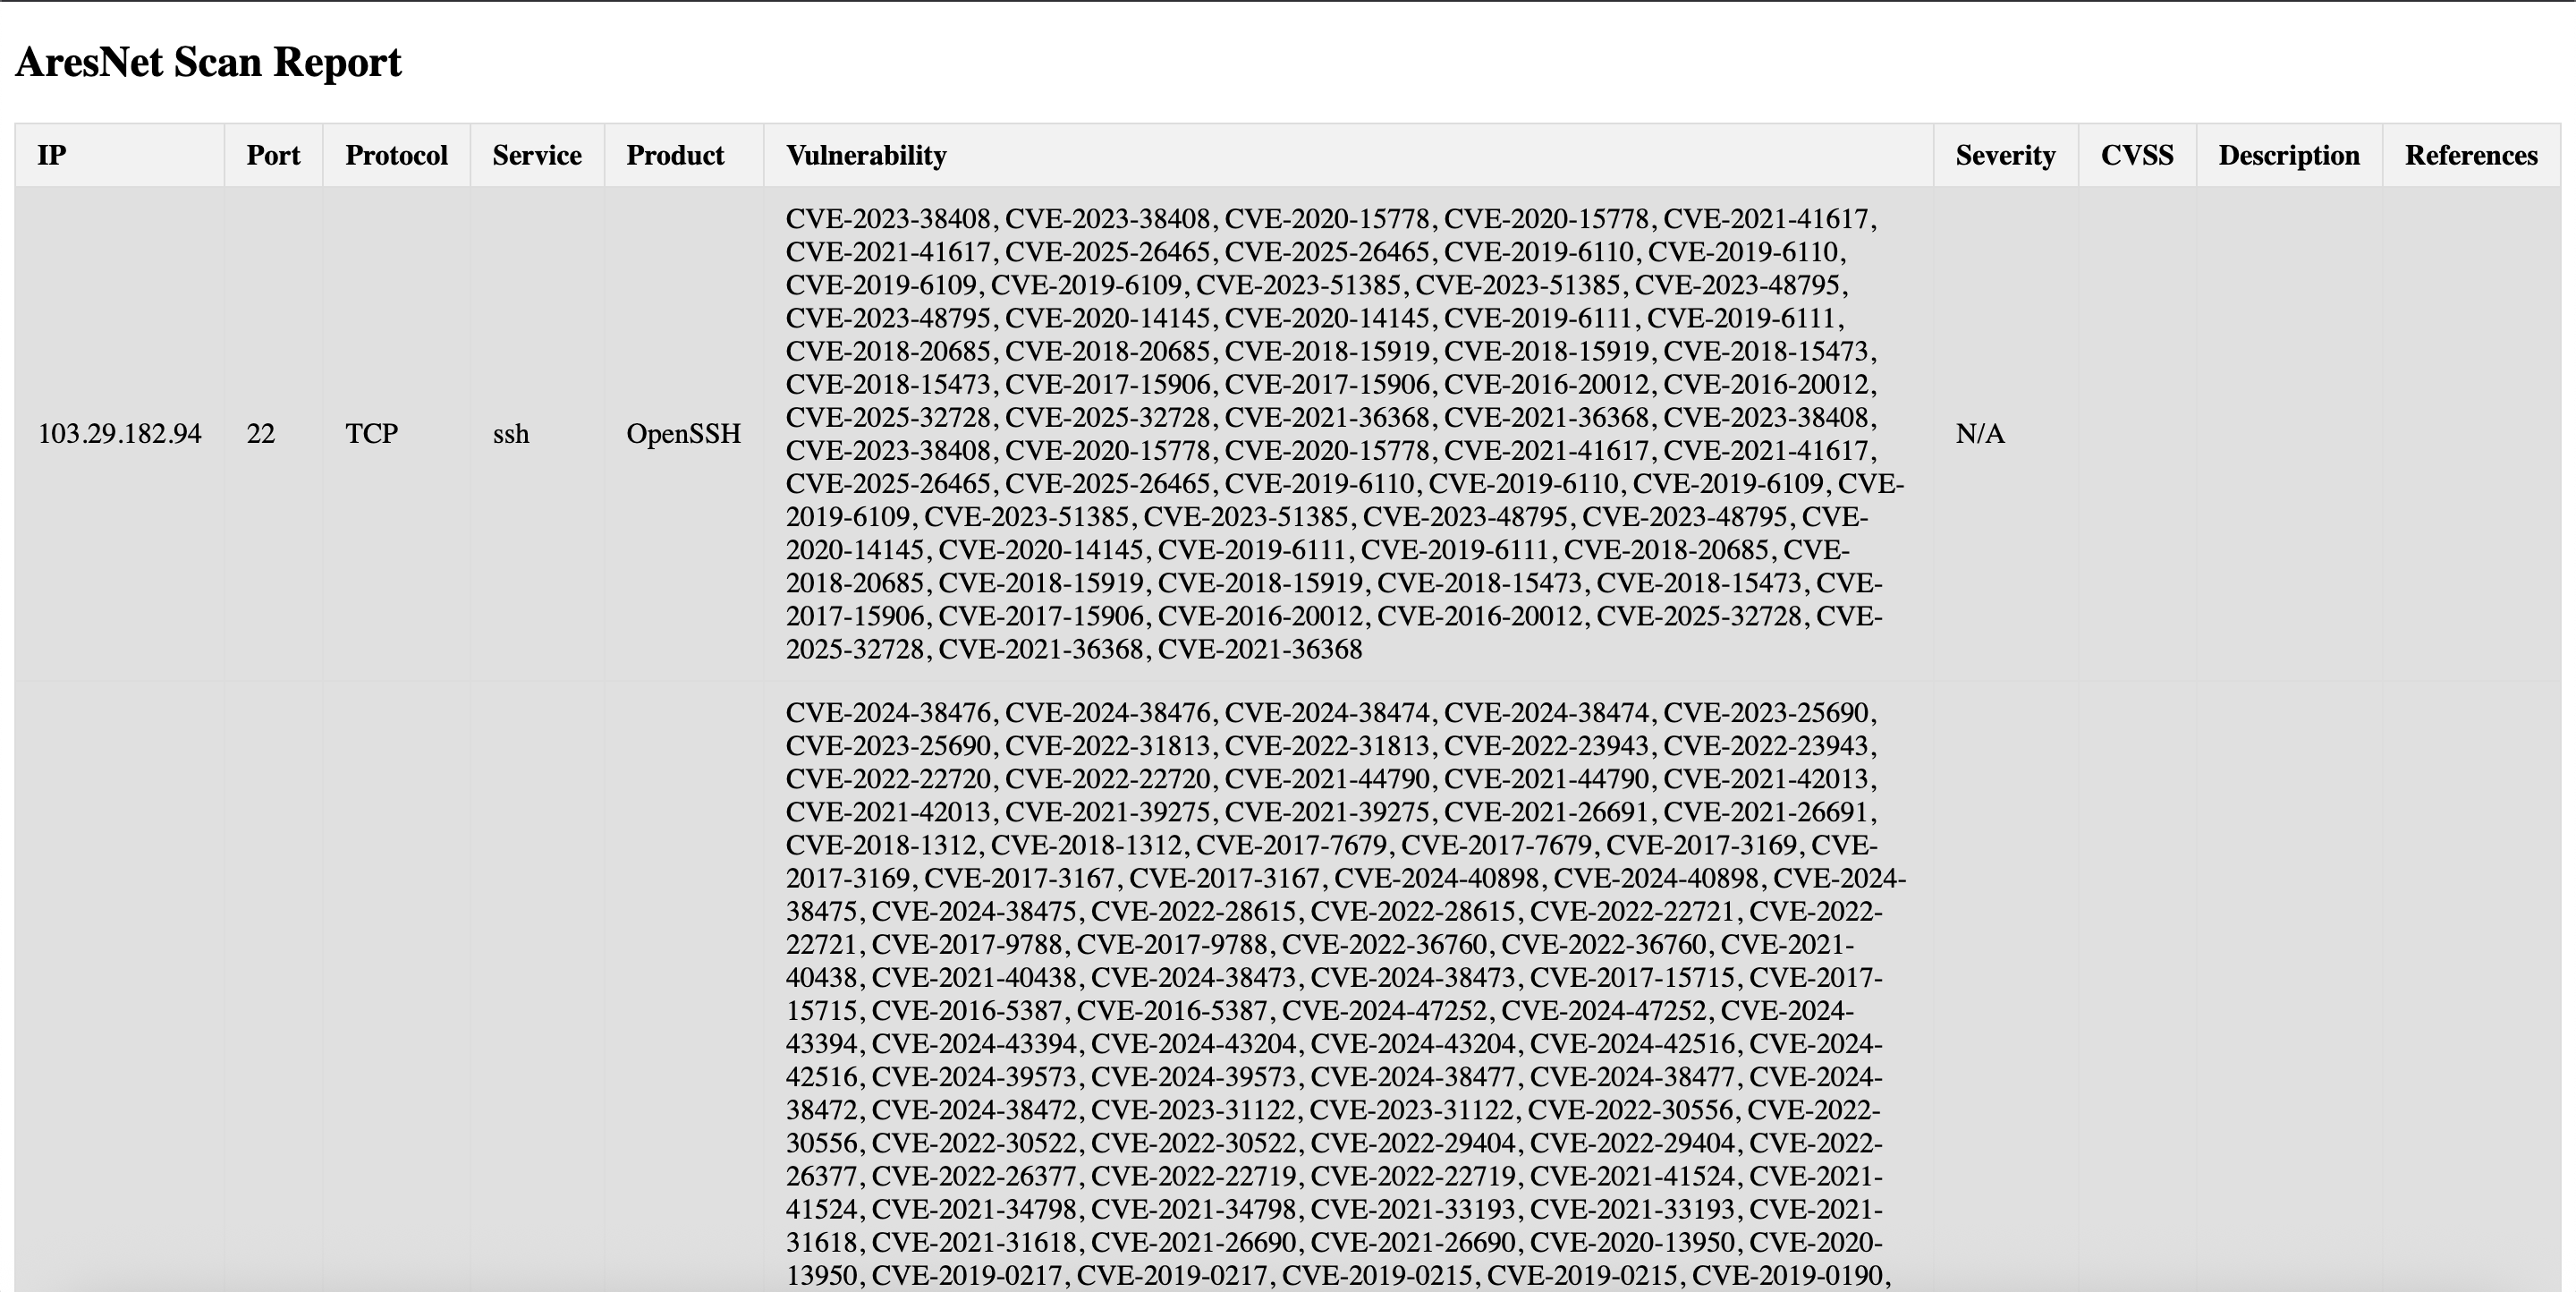 AresNet Scan Report
IP Port Protocol Service Product Vulnerability Severity CVSS Description References
CVE-2023-38408, CVE-2023-38408, CVE-2020-15778, CVE-2020-15778, CVE-2021-41617,
CVE-2021-41617, CVE-2025-26465, CVE-2025-26465, CVE-2019-6110, CVE-2019-6110,
CVE-2019-6109, CVE-2019-6109, CVE-2023-51385, CVE-2023-51385, CVE-2023-48795,
CVE-2023-48795, CVE-2020-14145, CVE-2020-14145, CVE-2019-6111, CVE-2019-6111,
CVE-2018-20685, CVE-2018-20685, CVE-2018-15919, CVE-2018-15919, CVE-2018-15473,
CVE-2018-15473, CVE-2017-15906, CVE-2017-15906, CVE-2016-20012, CVE-2016-20012,
CVE-2025-32728, CVE-2025-32728, CVE-2021-36368, CVE-2021-36368, CVE-2023-38408,
103.29.182.94 22 TCP ssh OpenSSH N/A
CVE-2023-38408, CVE-2020-15778, CVE-2020-15778, CVE-2021-41617, CVE-2021-41617,
CVE-2025-26465, CVE-2025-26465, CVE-2019-6110, CVE-2019-6110, CVE-2019-6109, CVE-
2019-6109, CVE-2023-51385, CVE-2023-51385, CVE-2023-48795, CVE-2023-48795, CVE-
2020-14145, CVE-2020-14145, CVE-2019-6111, CVE-2019-6111, CVE-2018-20685, CVE-
2018-20685, CVE-2018-15919, CVE-2018-15919, CVE-2018-15473, CVE-2018-15473, CVE-
2017-15906, CVE-2017-15906, CVE-2016-20012, CVE-2016-20012, CVE-2025-32728, CVE-
2025-32728, CVE-2021-36368, CVE-2021-36368
CVE-2024-38476, CVE-2024-38476, CVE-2024-38474, CVE-2024-38474, CVE-2023-25690,
CVE-2023-25690, CVE-2022-31813, CVE-2022-31813, CVE-2022-23943, CVE-2022-23943,
CVE-2022-22720, CVE-2022-22720, CVE-2021-44790, CVE-2021-44790, CVE-2021-42013,
CVE-2021-42013, CVE-2021-39275, CVE-2021-39275, CVE-2021-26691, CVE-2021-26691,
CVE-2018-1312, CVE-2018-1312, CVE-2017-7679, CVE-2017-7679, CVE-2017-3169, CVE-
2017-3169, CVE-2017-3167, CVE-2017-3167, CVE-2024-40898, CVE-2024-40898, CVE-2024-
38475, CVE-2024-38475, CVE-2022-28615, CVE-2022-28615, CVE-2022-22721, CVE-2022-
22721, CVE-2017-9788, CVE-2017-9788, CVE-2022-36760, CVE-2022-36760, CVE-2021-
40438, CVE-2021-40438, CVE-2024-38473, CVE-2024-38473, CVE-2017-15715, CVE-2017-
15715, CVE-2016-5387, CVE-2016-5387, CVE-2024-47252, CVE-2024-47252, CVE-2024-
43394, CVE-2024-43394, CVE-2024-43204, CVE-2024-43204, CVE-2024-42516, CVE-2024-
42516, CVE-2024-39573, CVE-2024-39573, CVE-2024-38477, CVE-2024-38477, CVE-2024-
38472, CVE-2024-38472, CVE-2023-31122, CVE-2023-31122, CVE-2022-30556, CVE-2022-
30556, CVE-2022-30522, CVE-2022-30522, CVE-2022-29404, CVE-2022-29404, CVE-2022-
26377, CVE-2022-26377, CVE-2022-22719, CVE-2022-22719, CVE-2021-41524, CVE-2021-
41524, CVE-2021-34798, CVE-2021-34798, CVE-2021-33193, CVE-2021-33193, CVE-2021-
31618, CVE-2021-31618, CVE-2021-26690, CVE-2021-26690, CVE-2020-13950, CVE-2020-
13950, CVE-2019-0217, CVE-2019-0217, CVE-2019-0215, CVE-2019-0215, CVE-2019-0190,